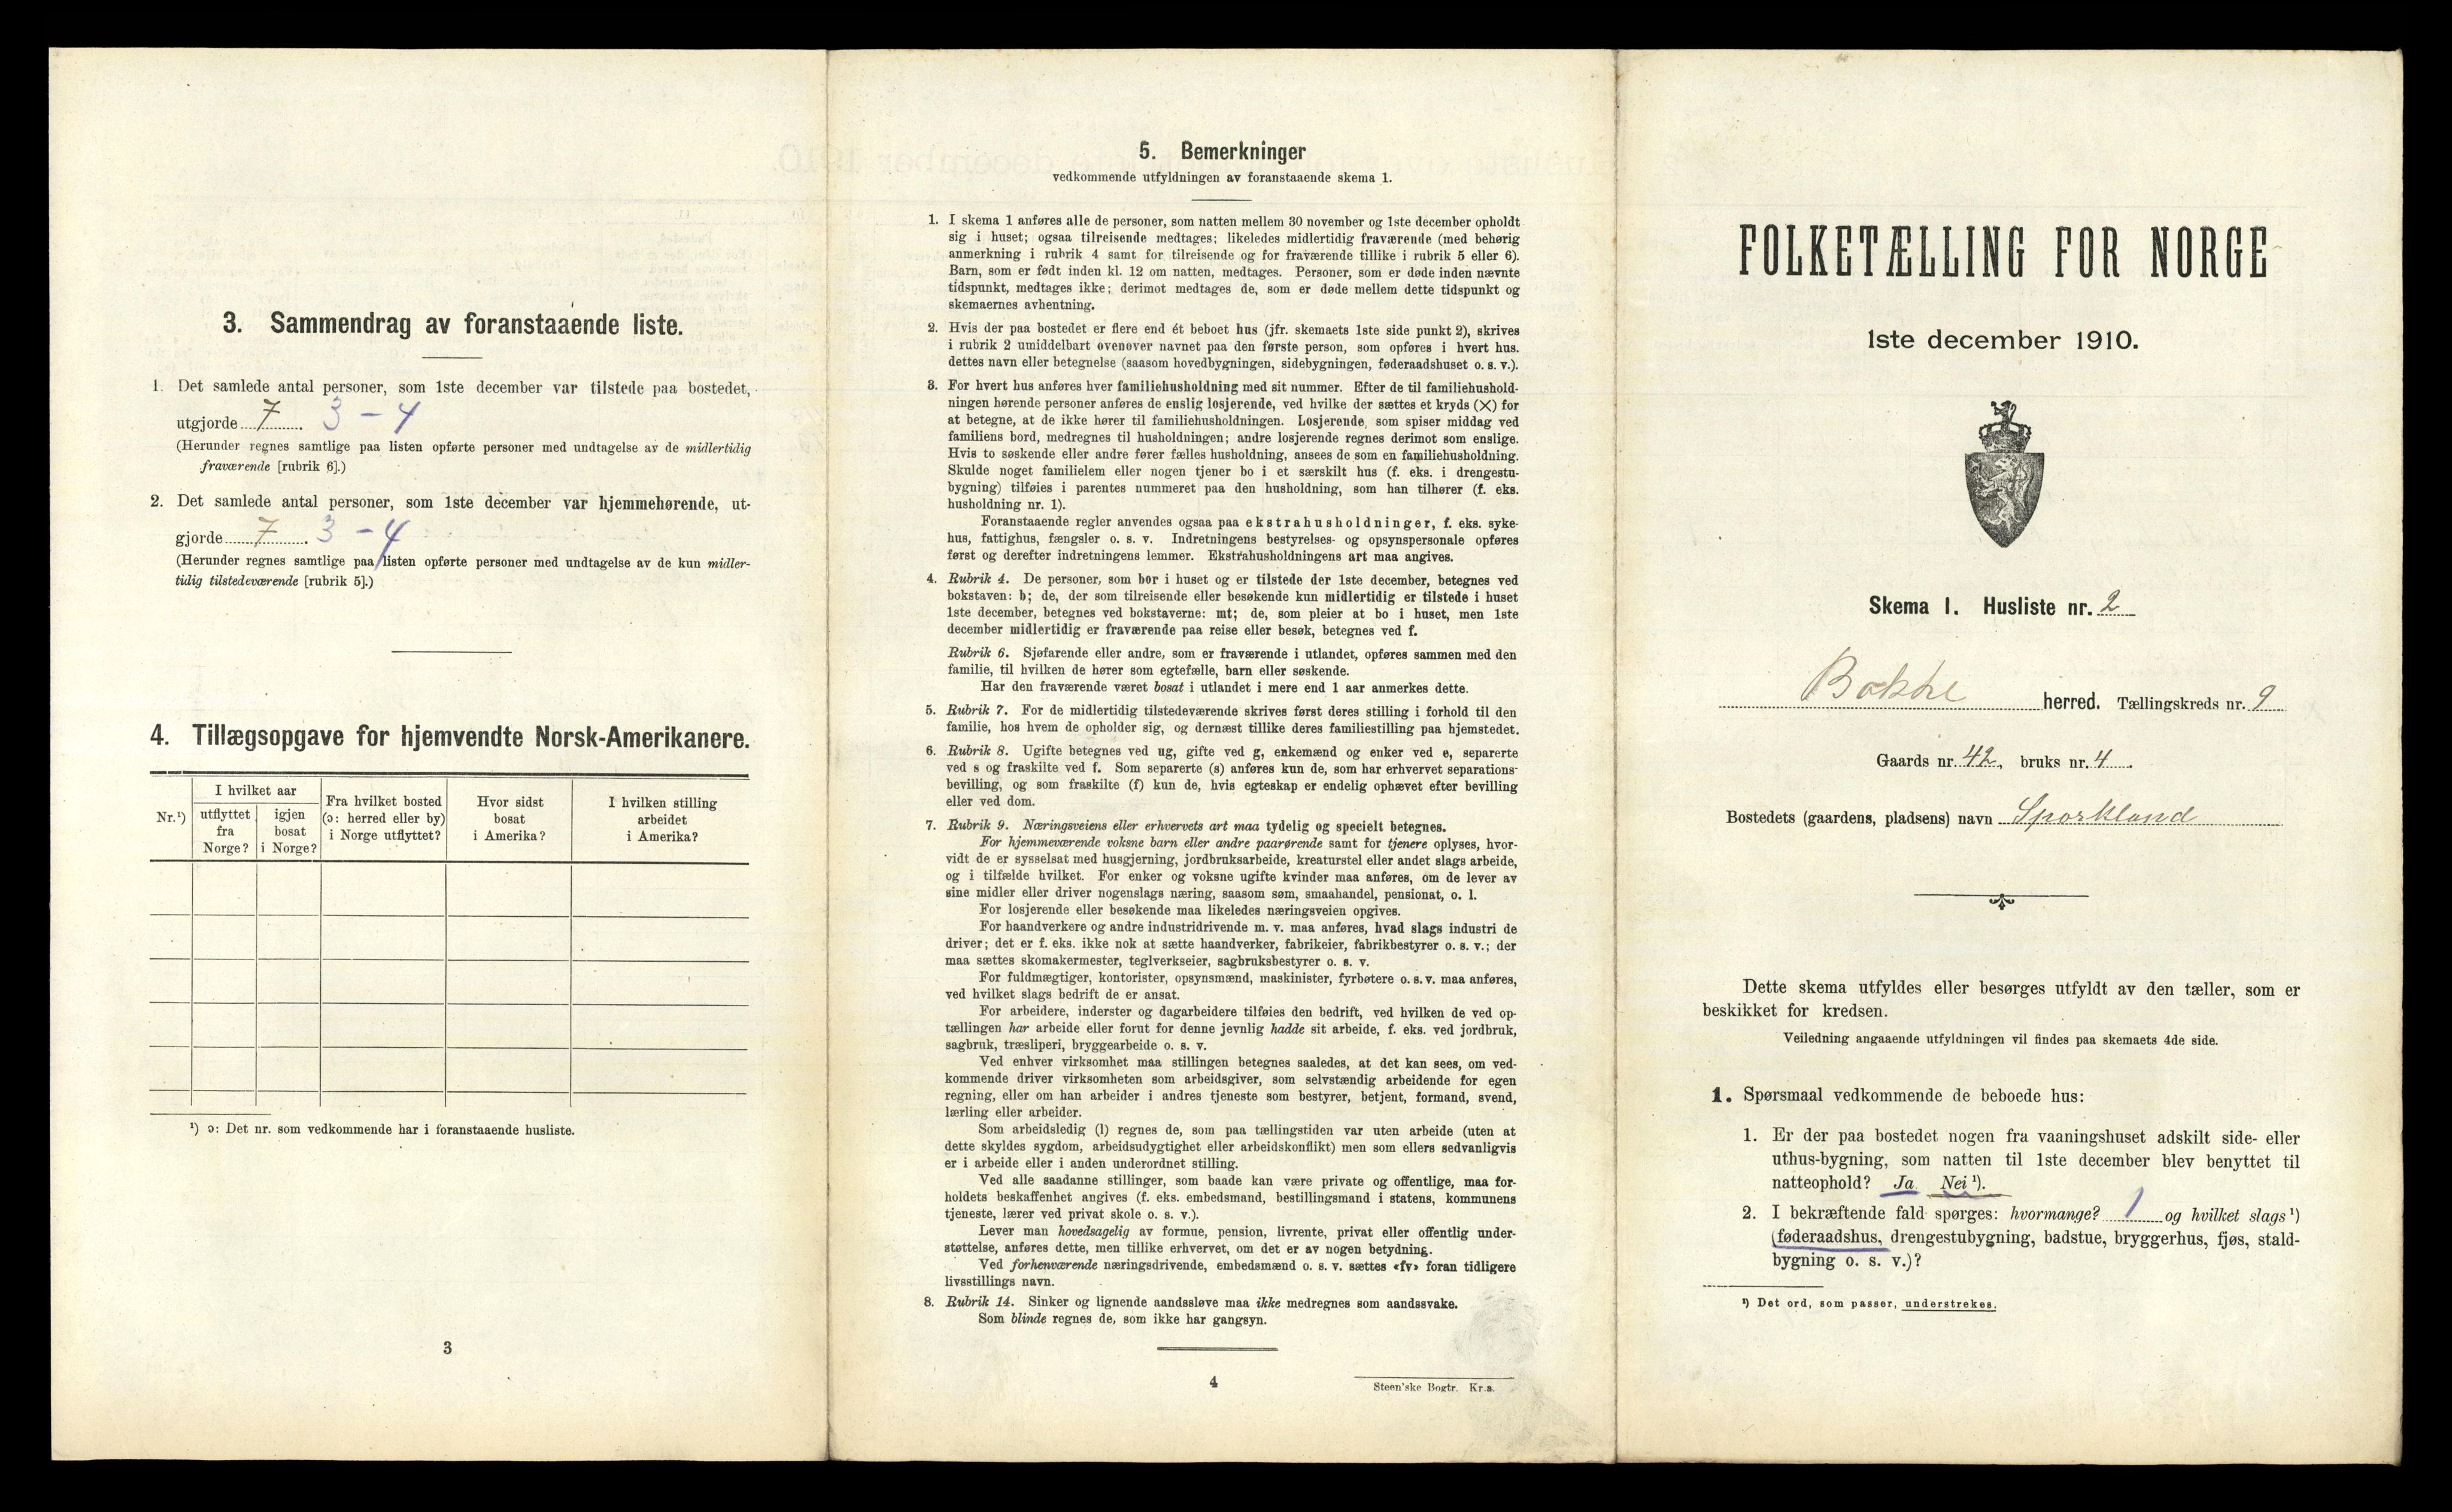 3. Sammendrag av foranstaaende liste.
1. Det samlede antal personer, som 1ste december var tilstede paa bostedet,
utgjorde 7. 3 – 4
(Herunder regnes samtlige paa listen opførte personer med undtagelse av de midlertidig
fraværende [rubrik 6].)
2. Det samlede antal personer, som 1ste december var hjemmehørende, ut-
gjorde 7. 3 – 4
(Herunder regnes samtlige paa listen opførte personer med undtagelse av de kun midler-
tidig tilstedeværende [rubrik 5].)
4. Tillægsopgave for hjemvendte Norsk-Amerikanere.
Nr.¹)
I hvilket aar
utflyttet
fra
Norge?
igjen
bosat
i Norge?
Fra hvilket bosted
(ɔ: herred eller by)
i Norge utflyttet?
Hvor sidst
bosat
i Amerika?
I hvilken stilling
arbeidet
i Amerika?
¹) ɔ: Det nr. som vedkommende har i foranstaaende husliste.
3
5. Bemerkninger
vedkommende utfyldningen av foranstaaende skema 1.
1. I skema 1 anføres alle de personer, som natten mellem 30 november og 1ste december opholdt
sig i huset; ogsaa tilreisende medtages; likeledes midlertidig fraværende (med behørig
anmerkning i rubrik 4 samt for tilreisende og for fraværende tillike i rubrik 5 eller 6).
Barn, som er født inden kl. 12 om natten, medtages. Personer, som er døde inden nævnte
tidspunkt, medtages ikke; derimot medtages de, som er døde mellem dette tidspunkt og
skemaernes avhentning.
2. Hvis der paa bostedet er flere end ét beboet hus (jfr. skemaets 1ste side punkt 2), skrives
i rubrik 2 umiddelbart ovenover navnet paa den første person, som opføres i hvert hus.
dettes navn eller betegnelse (saasom hovedbygningen, sidebygningen, føderaadshuset o. s. v.).
3. For hvert hus anføres hver familiehusholdning med sit nummer. Efter de til familiehushold-
ningen hørende personer anføres de enslig losjerende, ved hvilke der sættes et kryds (X) for
at betegne, at de ikke hører til familiehusholdningen. Losjerende, som spiser middag ved
familiens bord, medregnes til husholdningen; andre losjerende regnes derimot som enslige.
Hvis to søskende eller andre fører fælles husholdning, ansees de som en familiehusholdning.
Skulde noget familielem eller nogen tjener bo i et særskilt hus (f. eks. i drengestu-
bygning) tilføies i parentes nummeret paa den husholdning, som han tilhører (f. eks.
husholdning nr. 1).
Foranstaaende regler anvendes ogsaa paa ekstrahusholdninger, f. eks. syke-
hus, fattighus, fængsler o. s. v. Indretningens bestyrelses- og opsynspersonale opføres
først og derefter indretningens lemmer. Ekstrahusholdningens art maa angives.
4. Rubrik 4. De personer, som bor i huset og er tilstede der 1ste december, betegnes ved
bokstaven: b; de, der som tilreisende eller besøkende kun midlertidig er tilstede i huset
1ste december, betegnes ved bokstaverne: mt; de, som pleier at bo i huset, men 1ste
december midlertidig er fraværende paa reise eller besøk, betegnes ved f.
Rubrik 6. Sjøfarende eller andre, som er fraværende i utlandet, opføres sammen med den
familie, til hvilken de hører som egtefælle, barn eller søskende.
Har den fraværende været bosat i utlandet i mere end 1 aar anmerkes dette.
5. Rubrik 7. For de midlertidig tilstedeværende skrives først deres stilling i forhold til den
familie, hos hvem de opholder sig, og dernæst tillike deres familiestilling paa hjemstedet.
6. Rubrik 8. Ugifte betegnes ved ug, gifte ved g, enkemænd og enker ved e, separerte
ved s og fraskilte ved f. Som separerte (s) anføres kun de, som har erhvervet separations-
bevilling, og som fraskilte (f) kun de, hvis egteskap er endelig ophævet efter bevilling
eller ved dom.
7. Rubrik 9. Næringsveiens eller erhvervets art maa tydelig og specielt betegnes.
For hjemmeværende voksne barn eller andre paarørende samt for tjenere oplyses, hvor-
vidt de er sysselsat med husgjerning, jordbruksarbeide, kreaturstel eller andet slags arbeide,
og i tilfælde hvilket. For enker og voksne ugifte kvinder maa anføres, om de lever av
sine midler eller driver nogenslags næring, saasom søm, smaahandel, pensionat, o. l.
For losjerende eller besøkende maa likeledes næringsveien opgives.
For haandverkere og andre industridrivende m. v. maa anføres, hvad slags industri de
driver; det er f. eks. ikke nok at sætte haandverker, fabrikeier, fabrikbestyrer o. s. v.; der
maa sættes skomakermester, teglverkseier, sagbruksbestyrer o. s. v.
For fuldmægtiger, kontorister, opsynsmænd, maskinister, fyrbøtere o. s. v. maa anføres,
ved hvilket slags bedrift de er ansat.
For arbeidere, inderster og dagarbeidere tilføies den bedrift, ved hvilken de ved op-
tællingen har arbeide eller forut for denne jevnlig hadde sit arbeide, f. eks. ved jordbruk,
sagbruk, træsliperi, bryggearbeide o. s. v.
Ved enhver virksomhet maa stillingen betegnes saaledes, at det kan sees, om ved-
kommende driver virksomheten som arbeidsgiver, som selvstændig arbeidende for egen
regning, eller om han arbeider i andres tjeneste som bestyrer, betjent, formand, svend,
lærling eller arbeider.
Som arbeidsledig (l) regnes de, som paa tællingstiden var uten arbeide (uten at
dette skyldes sygdom, arbeidsudygtighet eller arbeidskonflikt) men som ellers sedvanligvis
er i arbeide eller i anden underordnet stilling.
Ved alle saadanne stillinger, som baade kan være private og offentlige, maa for-
holdets beskaffenhet angives (f. eks. embedsmand, bestillingsmand i statens, kommunens
tjeneste, lærer ved privat skole o. s. v.).
Lever man hovedsagelig av formue, pension, livrente, privat eller offentlig under-
støttelse, anføres dette, men tillike erhvervet, om det er av nogen betydning.
Ved forhenværende næringsdrivende, embedsmænd o. s. v. sættes «fv» foran tidligere
livsstillings navn.
8. Rubrik 14. Sinker og lignende aandssløve maa ikke medregnes som aandssvake.
Som blinde regnes de, som ikke har gangsyn.
4
Steen'ske Bogtr. Kr.a.
FOLKETÆLLING FOR NORGE
1ste december 1910.
Skema 1. Husliste nr. 2
Bakke herred. Tællingskreds nr. 9
Gaards nr. 42, bruks nr. 4.
Bostedets (gaardens, pladsens) navn Sporkland
Dette skema utfyldes eller besørges utfyldt av den tæller, som er
beskikket for kredsen.
Veiledning angaaende utfyldningen vil findes paa skemaets 4de side.
1. Spørsmaal vedkommende de beboede hus:
1. Er der paa bostedet nogen fra vaaningshuset adskilt side- eller
uthus-bygning, som natten til 1ste december blev benyttet til
natteophold? Ja Nei¹).
2. I bekræftende fald spørges: hvormange? 1 og hvilket slags¹)
(føderaadshus, drengestubygning, badstue, bryggerhus, fjøs, stald-
bygning o. s. v.)?
¹) Det ord, som passer, understrekes.